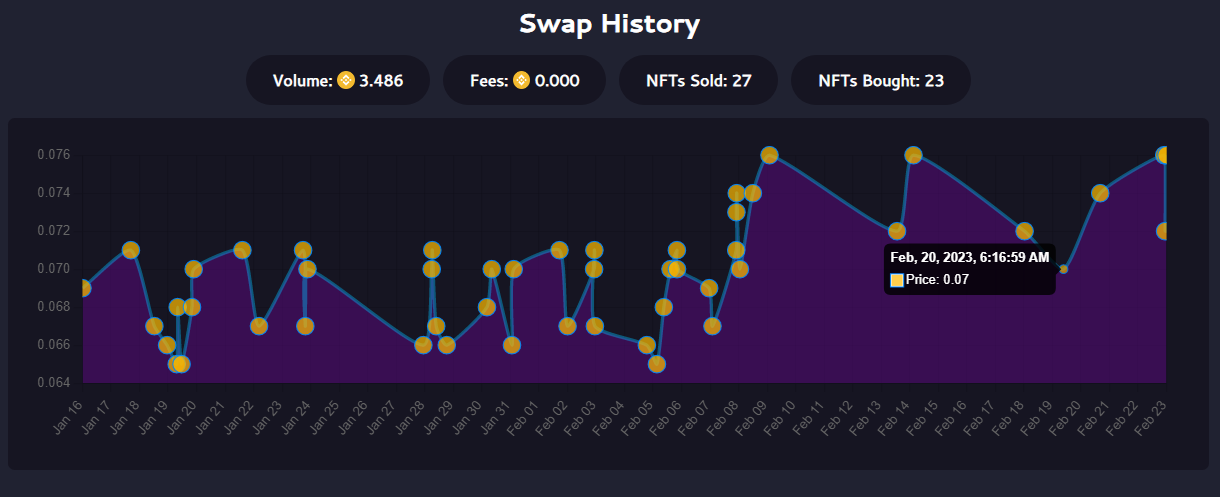 Swap History
Volume: 3.486
Fees: 0.000
NFTs Sold: 27
NFTs Bought: 23
0.076
0.074
0.072
0.070
0.068
0.066
0.064
Feb, 20, 2023, 6:16:59 AM
Price: 0.07
Jan 16
Jan 17
Jan 18
Jan 19
Jan 20
Jan 21
Jan 22
Jan 23
Jan 24
Jan 25
Jan 26
Jan 27
Jan 28
Jan 29
Jan 30
Jan 31
Feb 01
Feb 02
Feb 03
Feb 04
Feb 05
Feb 06
Feb 07
Feb 08
Feb 09
Feb 10
Feb 11
Feb 12
Feb 13
Feb 14
Feb 15
Feb 16
Feb 17
Feb 18
Feb 19
Feb 20
Feb 21
Feb 22
Feb 23